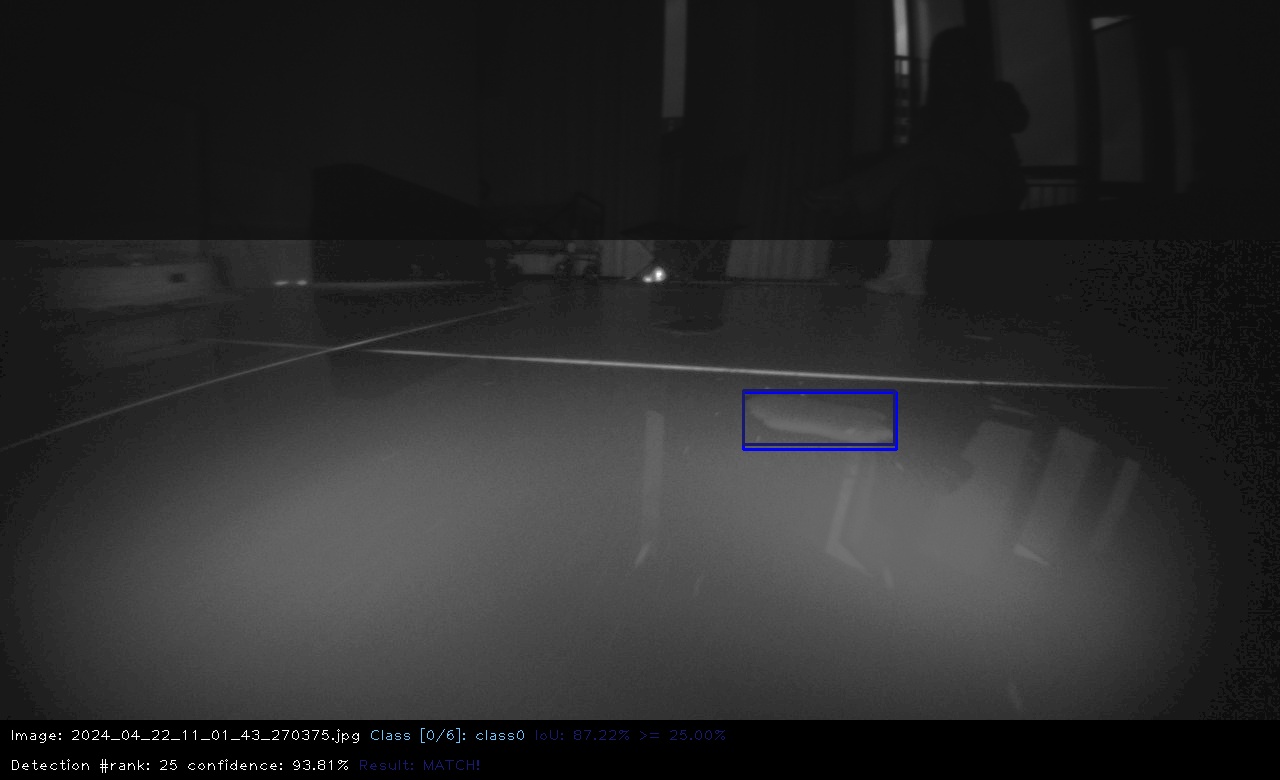 Image: 2024_04_22_11_01_43_270375.jpg Class [0/6]: class0 IoU: 87.22% >= 25.00%
Detection #rank: 25 confidence: 93.81% Result: MATCH!